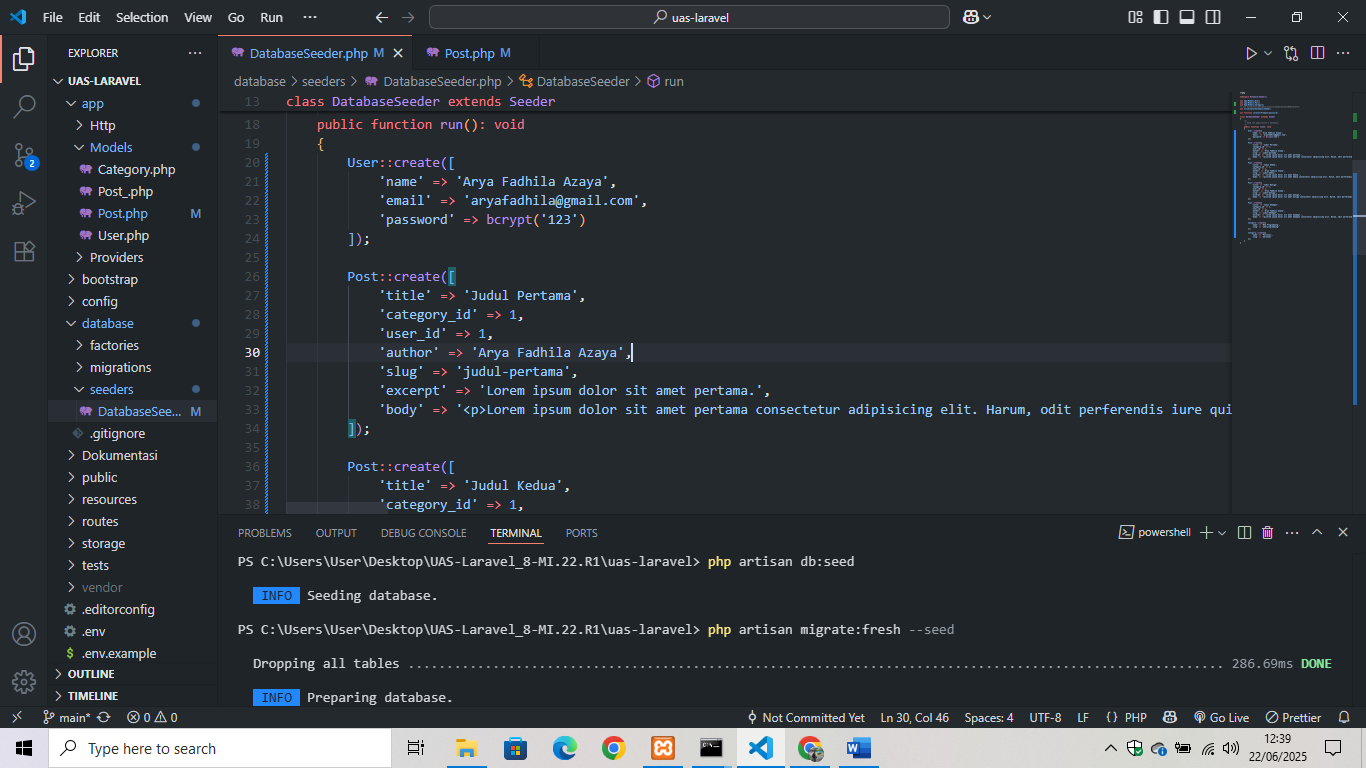 File Edit Selection View Go Run ··· uas-laravel
EXPLORER ···
UAS-LARAVEL
app
Http
Models
Category.php
Post_.php
Post.php M
User.php
Providers
bootstrap
config
database
factories
migrations
seeders
DatabaseSee... M
.gitignore
Dokumentasi
public
resources
routes
storage
tests
vendor
.editorconfig
.env
$ .env.example
OUTLINE
TIMELINE
2
DatabaseSeeder.php M Post.php M
database > seeders > DatabaseSeeder.php > DatabaseSeeder > run
13 class DatabaseSeeder extends Seeder
18 public function run(): void
19 {
20 User::create([
21 'name' => 'Arya Fadhila Azaya',
22 'email' => 'aryafadhila@gmail.com',
23 'password' => bcrypt('123')
24 ]);
25
26 Post::create([
27 'title' => 'Judul Pertama',
28 'category_id' => 1,
29 'user_id' => 1,
30 'author' => 'Arya Fadhila Azaya',
31 'slug' => 'judul-pertama',
32 'excerpt' => 'Lorem ipsum dolor sit amet pertama.',
33 'body' => '<p>Lorem ipsum dolor sit amet pertama consectetur adipisicing elit. Harum, odit perferendis iure qui
34 ]);
35
36 Post::create([
37 'title' => 'Judul Kedua',
38 'category_id' => 1,
PROBLEMS OUTPUT DEBUG CONSOLE TERMINAL PORTS powershell
PS C:\Users\User\Desktop\UAS-Laravel_8-MI.22.R1\uas-laravel> php artisan db:seed
INFO Seeding database.
PS C:\Users\User\Desktop\UAS-Laravel_8-MI.22.R1\uas-laravel> php artisan migrate:fresh --seed
Dropping all tables ........................................................................................................ 286.69ms DONE
INFO Preparing database.
main* 0 0 Not Committed Yet Ln 30, Col 46 Spaces: 4 UTF-8 LF {} PHP Go Live Prettier
Type here to search
12:39
22/06/2025